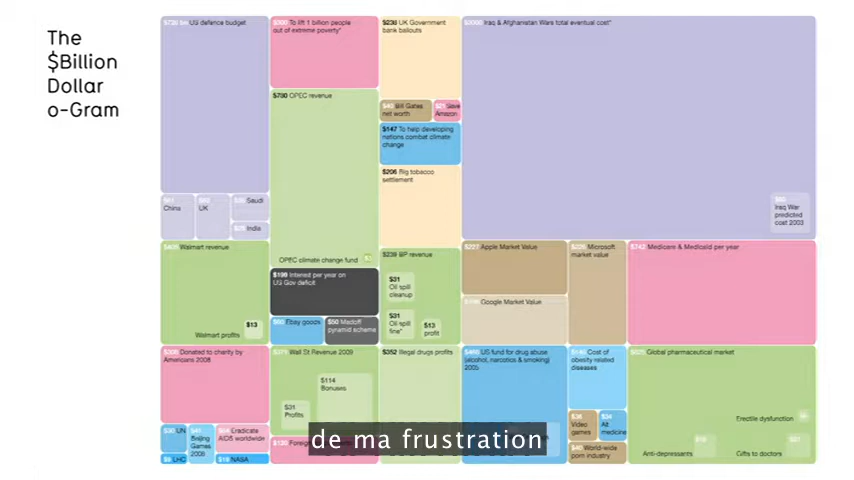 The
$Billion
Dollar
o-Gram
US defence budget
China
UK
Saudi
India
Walmart revenue
Walmart profits
$13
Donated to charity by
Americans 2008
UN
Beijing
Games
2008
LHC
Eradicate
AIDS worldwide
NASA
To lift 1 billion people
out of extreme poverty*
$780 OPEC revenue
OPEC climate change fund
Interest per year on
US Gov deficit
Ebay goods
$50 Madoff
pyramid scheme
Wall St Revenue 2009
$114
Bonuses
$31
Profits
UK Government
bank bailouts
Bill Gates
net worth
Save
Amazon
$147 To help developing
nations combat climate
change
$206 Big tobacco
settlement
$239 BP revenue
$31
Oil spill
cleanup
$31
Oil spill
fine*
$13
profit
$352 Illegal drugs profits
Iraq & Afghanistan Wars total eventual cost*
Iraq War
predicted
cost 2003
Apple Market Value
Google Market Value
Microsoft
market value
Medicare & Medicaid per year
US fund for drug abuse
(alcohol, narcotics & smoking)
2005
Cost of
obesity related
diseases
Video
games
Alt
medicine
World-wide
porn industry
Global pharmaceutical market
Erectile dysfunction
Anti-depressants
Gifts to doctors
de ma frustration